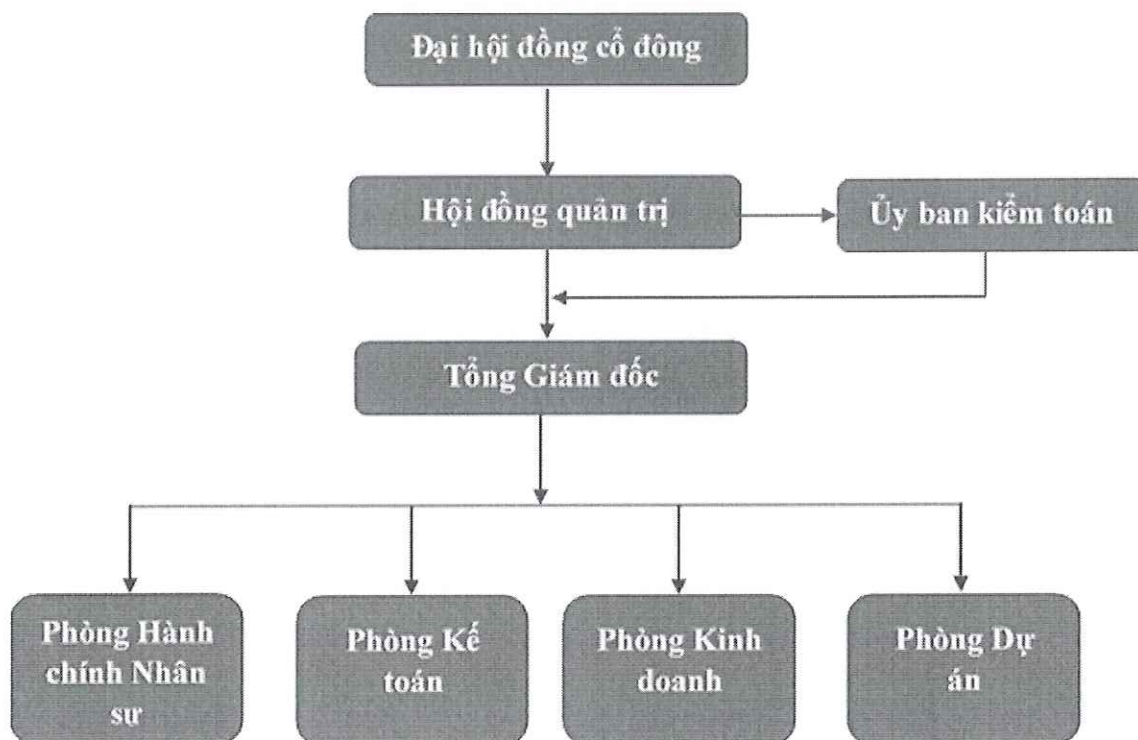 Đại hội đồng cổ đông
Hội đồng quản trị
Ủy ban kiểm toán
Tổng Giám đốc
Phòng Hành
chính Nhân
sự
Phòng Kế
toán
Phòng Kinh
doanh
Phòng Dự
án